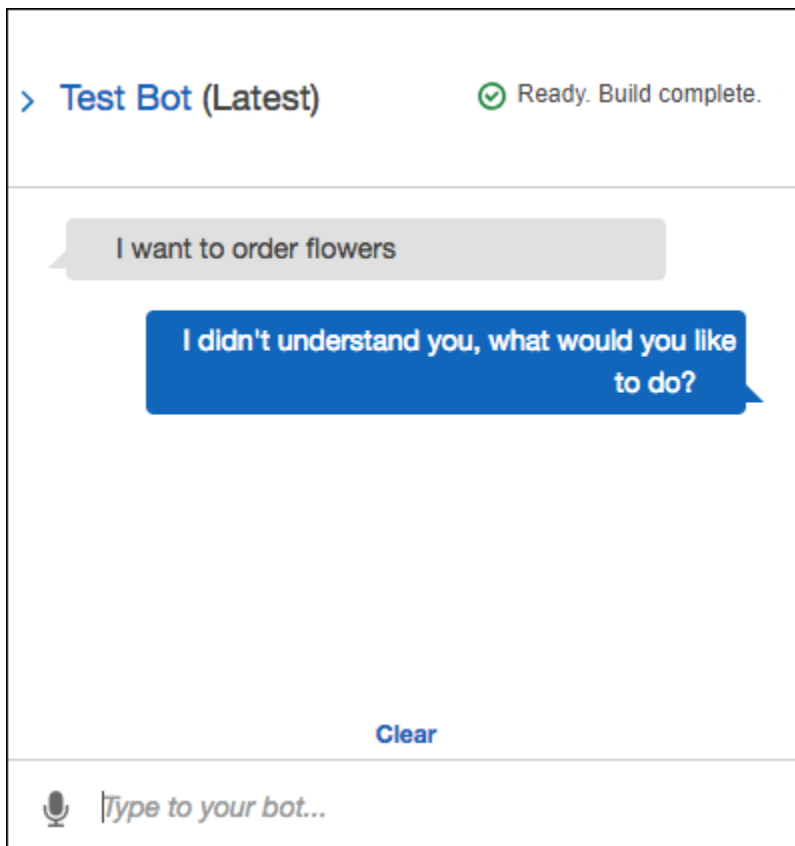 > Test Bot (Latest) Ready. Build complete.
I want to order flowers
I didn't understand you, what would you like
to do?
Clear
Type to your bot...